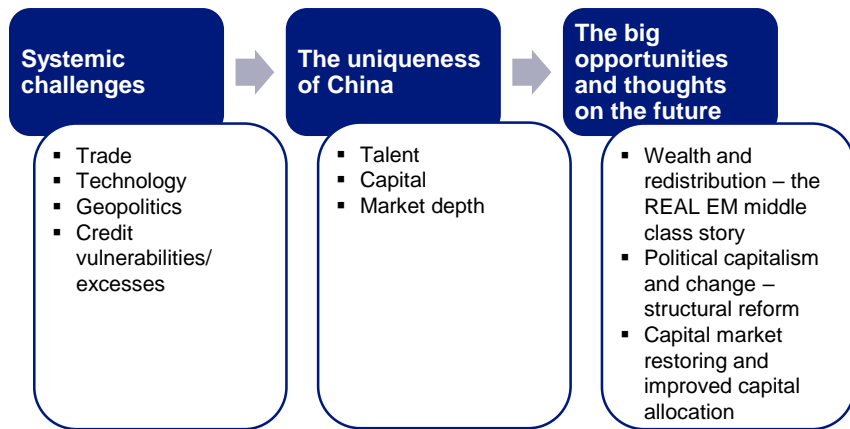 Systemic
challenges
▪ Trade
▪ Technology
▪ Geopolitics
▪ Credit
vulnerabilities/
excesses
The uniqueness
of China
▪ Talent
▪ Capital
▪ Market depth
The big
opportunities
and thoughts
on the future
▪ Wealth and
redistribution – the
REAL EM middle
class story
▪ Political capitalism
and change –
structural reform
▪ Capital market
restoring and
improved capital
allocation